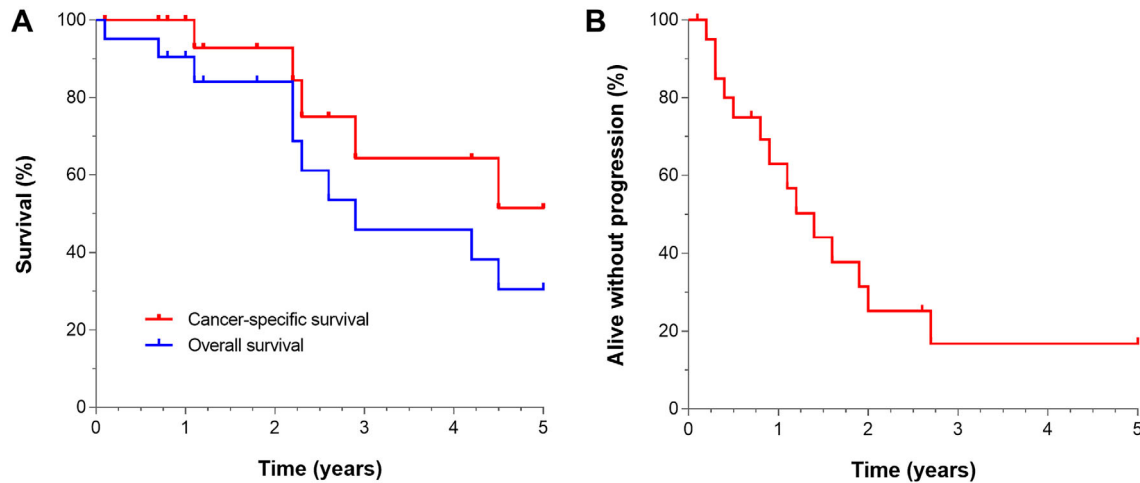 A
Survival (%)
100
80
60
40
20
0
Cancer-specific survival
Overall survival
0 1 2 3 4 5
Time (years)
B
Alive without progression (%)
100
80
60
40
20
0
0 1 2 3 4 5
Time (years)